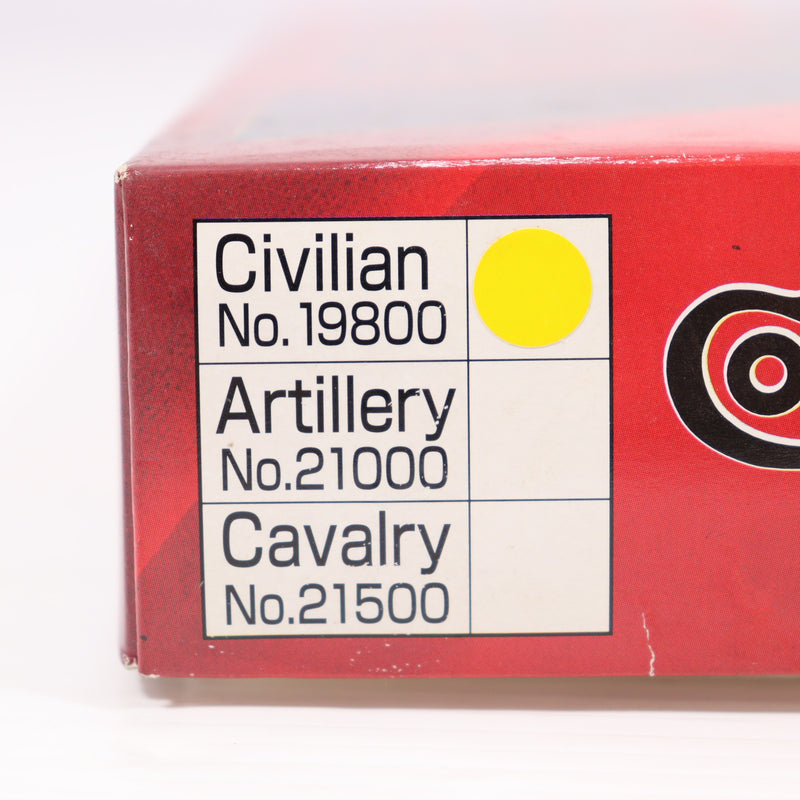 Civilian
No. 19800
Artillery
No.21000
Cavalry
No.21500